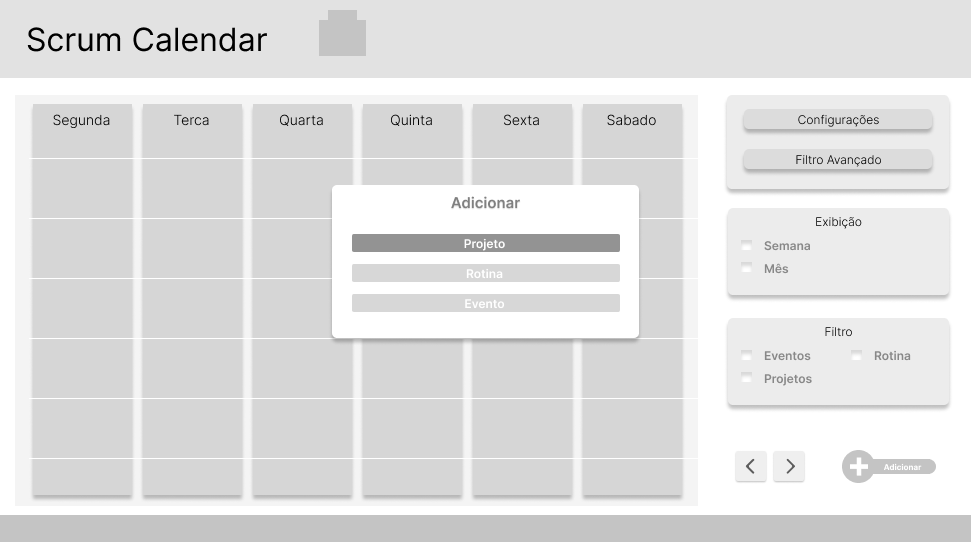 Scrum Calendar
Segunda Terca Quarta Quinta Sexta Sabado
Adicionar
Projeto
Rotina
Evento
Configurações
Filtro Avançado
Exibição
Semana
Mês
Filtro
Eventos Rotina
Projetos
Adicionar